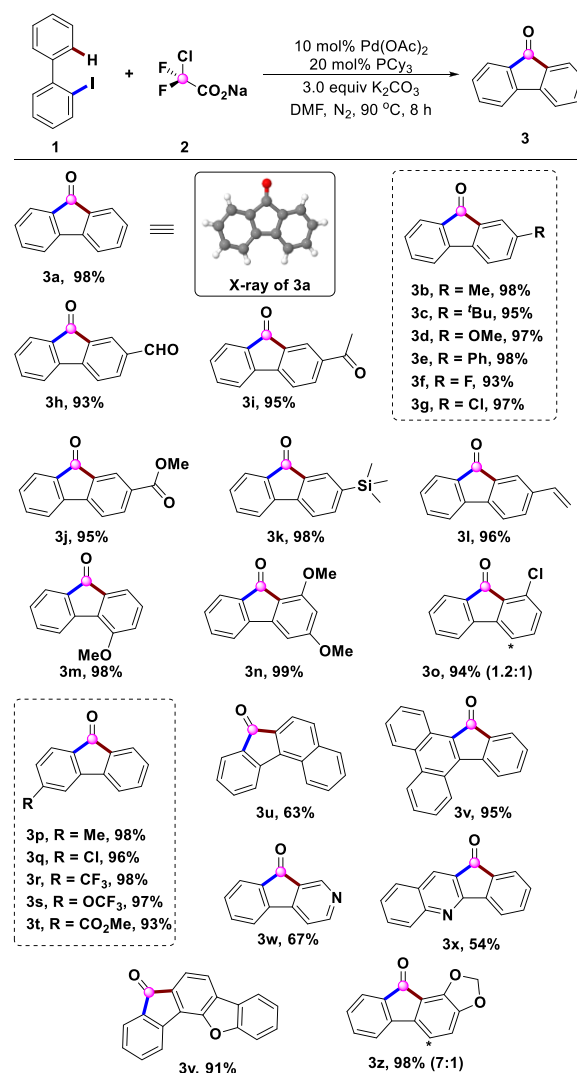 O
H
I
+
F
Cl
F
CO2Na
10 mol% Pd(OAc)2
20 mol% PCy3
3.0 equiv K2CO3
DMF, N2, 90 °C, 8 h
O
1
2
3
O
3a, 98%
X-ray of 3a
O
R
3b, R = Me, 98%
3c, R = tBu, 95%
3d, R = OMe, 97%
3e, R = Ph, 98%
3f, R = F, 93%
3g, R = Cl, 97%
O
CHO
3h, 93%
O
O
3i, 95%
O
OMe
O
3j, 95%
O
Si
3k, 98%
O
3l, 96%
O
MeO
3m, 98%
O
OMe
OMe
3n, 99%
O
Cl
*
3o, 94% (1.2:1)
O
R
3p, R = Me, 98%
3q, R = Cl, 96%
3r, R = CF3, 98%
3s, R = OCF3, 97%
3t, R = CO2Me, 93%
O
3u, 63%
O
3v, 95%
O
N
3w, 67%
O
N
3x, 54%
O
O
3y, 91%
O
O
O
*
3z, 98% (7:1)